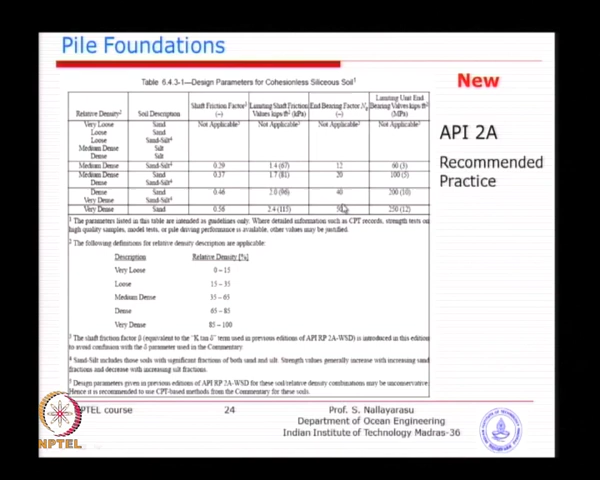 Pile Foundations
Table 6.4.3-1—Design Parameters for Cohesionless Siliceous Soil¹
New
API 2A
Recommended
Practice
Relative Density² Soil Description Shaft Friction Factor³ (–) Limiting Shaft Friction Values kips/ft² (kPa) End Bearing Factor Nq (–) Limiting Unit End Bearing Values kips/ft² (MPa)
Very Loose Sand Not Applicable⁵ Not Applicable⁵ Not Applicable⁵ Not Applicable⁵
Loose Sand
Loose Sand-Silt⁴
Medium Dense Silt
Dense Silt
Medium Dense Sand-Silt⁴ 0.29 1.4 (67) 12 60 (3)
Medium Dense Sand 0.37 1.7 (81) 20 100 (5)
Dense Sand-Silt⁴
Dense Sand 0.46 2.0 (96) 40 200 (10)
Very Dense Sand-Silt⁴
Very Dense Sand 0.56 2.4 (115) 50 250 (12)
¹ The parameters listed in this table are intended as guidelines only. Where detailed information such as CPT records, strength tests on
high quality samples, model tests, or pile driving performance is available, other values may be justified.
² The following definitions for relative density description are applicable:
Description Relative Density [%]
Very Loose 0 – 15
Loose 15 – 35
Medium Dense 35 – 65
Dense 65 – 85
Very Dense 85 – 100
³ The shaft friction factor β (equivalent to the "K tan δ" term used in previous editions of API RP 2A-WSD) is introduced in this edition
to avoid confusion with the δ parameter used in the Commentary.
⁴ Sand-Silt includes those soils with significant fractions of both sand and silt. Strength values generally increase with increasing sand
fractions and decrease with increasing silt fractions.
⁵ Design parameters given in previous editions of API RP 2A-WSD for these soil/relative density combinations may be unconservative.
Hence it is recommended to use CPT-based methods from the Commentary for these soils.
NPTEL course 24 Prof. S. Nallayarasu
Department of Ocean Engineering
Indian Institute of Technology Madras-36
NPTEL